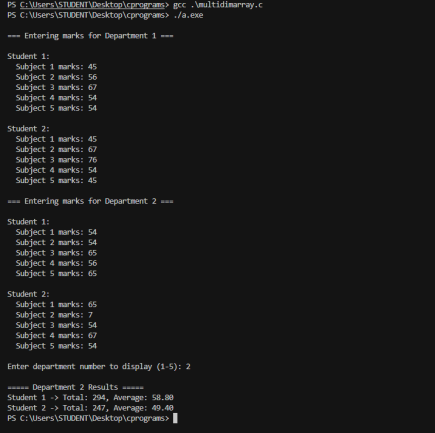 PS C:\Users\STUDENT\Desktop\cprograms> gcc .\multidimarray.c
PS C:\Users\STUDENT\Desktop\cprograms> ./a.exe
=== Entering marks for Department 1 ===
Student 1:
Subject 1 marks: 45
Subject 2 marks: 56
Subject 3 marks: 67
Subject 4 marks: 54
Subject 5 marks: 54
Student 2:
Subject 1 marks: 45
Subject 2 marks: 67
Subject 3 marks: 76
Subject 4 marks: 54
Subject 5 marks: 45
=== Entering marks for Department 2 ===
Student 1:
Subject 1 marks: 54
Subject 2 marks: 54
Subject 3 marks: 65
Subject 4 marks: 56
Subject 5 marks: 65
Student 2:
Subject 1 marks: 65
Subject 2 marks: 7
Subject 3 marks: 54
Subject 4 marks: 67
Subject 5 marks: 54
Enter department number to display (1-5): 2
===== Department 2 Results =====
Student 1 -> Total: 294, Average: 58.80
Student 2 -> Total: 247, Average: 49.40
PS C:\Users\STUDENT\Desktop\cprograms>